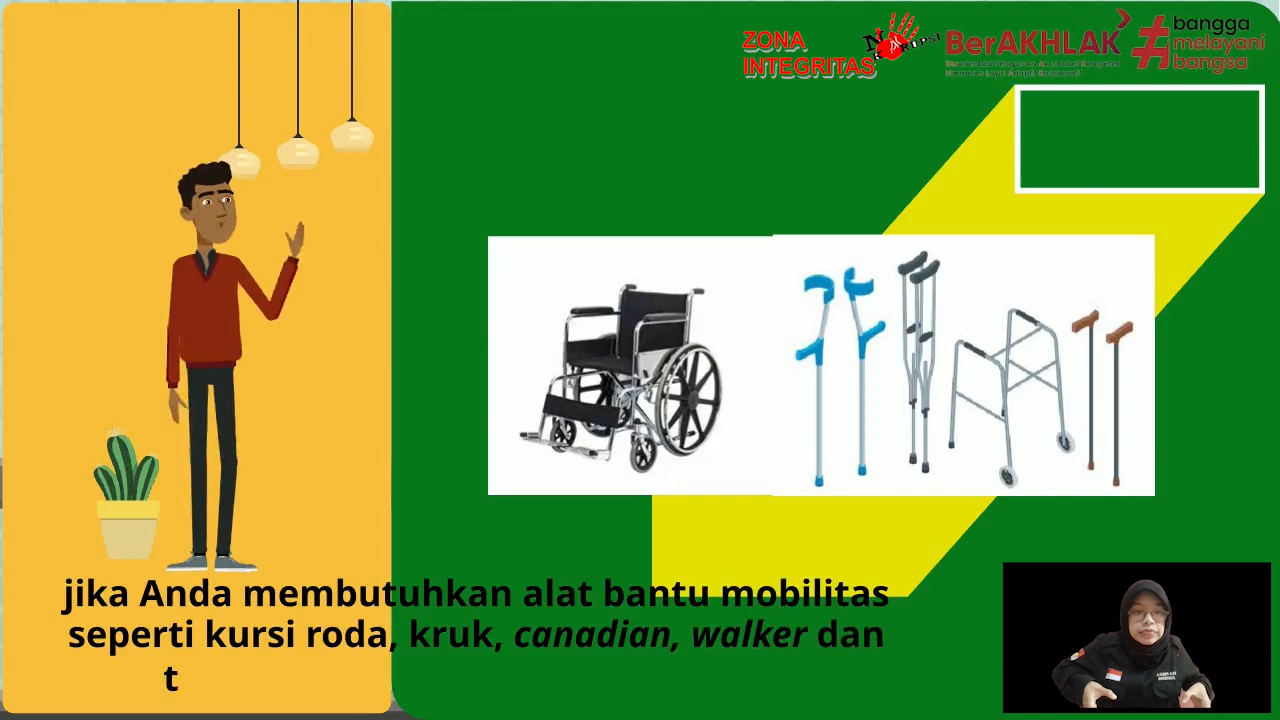 ZONA
INTEGRITAS
BerAKHLAK
# bangga
melayani
bangsa
jika Anda membutuhkan alat bantu mobilitas
seperti kursi roda, kruk, canadian, walker dan
t